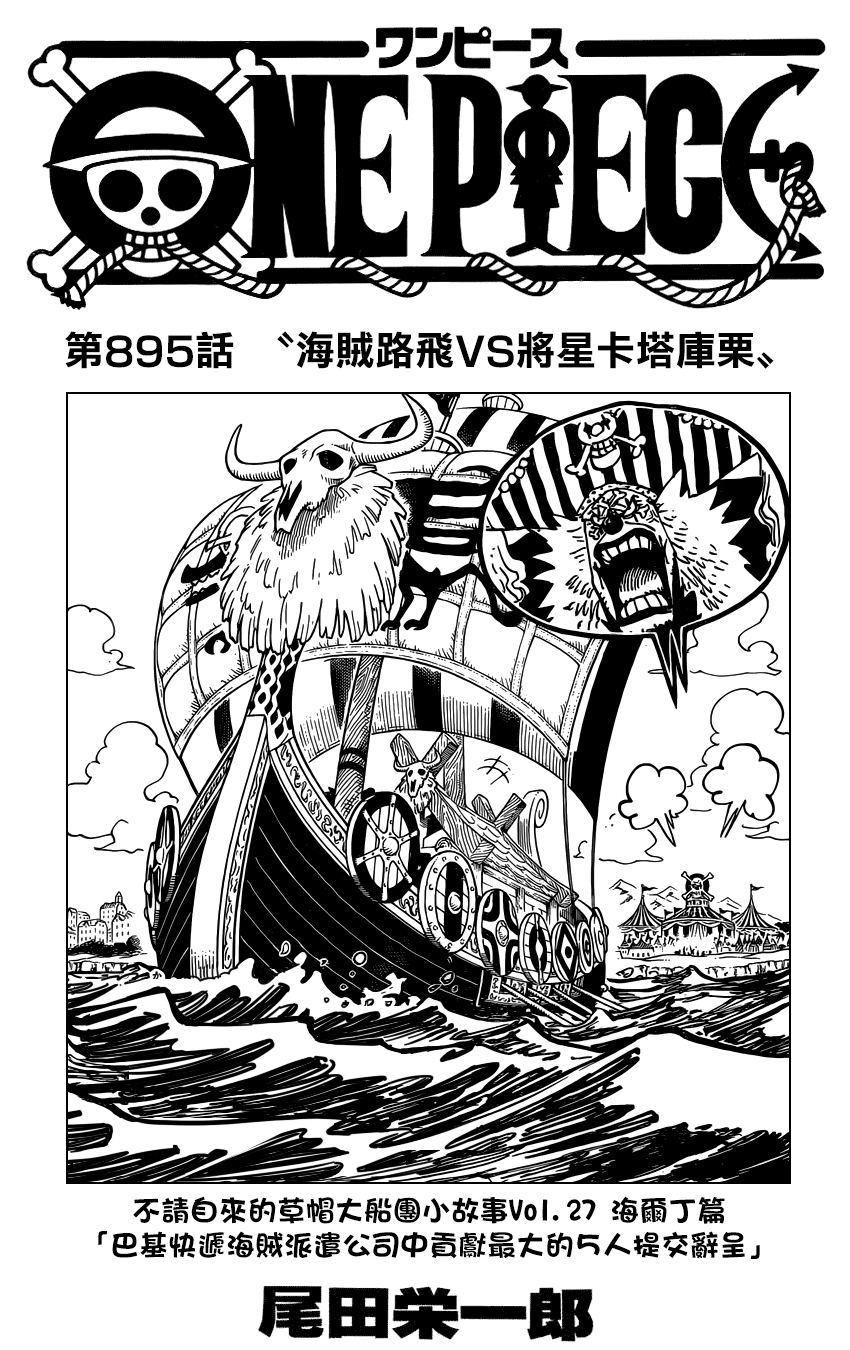 ワンピース
ONE PIECE
第895話 〝海賊路飛VS將星卡塔庫栗〟
か
不請自來的草帽大船團小故事Vol.27 海爾丁篇
「巴基快遞海賊派遣公司中貢獻最大的5人提交辭呈」
尾田栄一郎